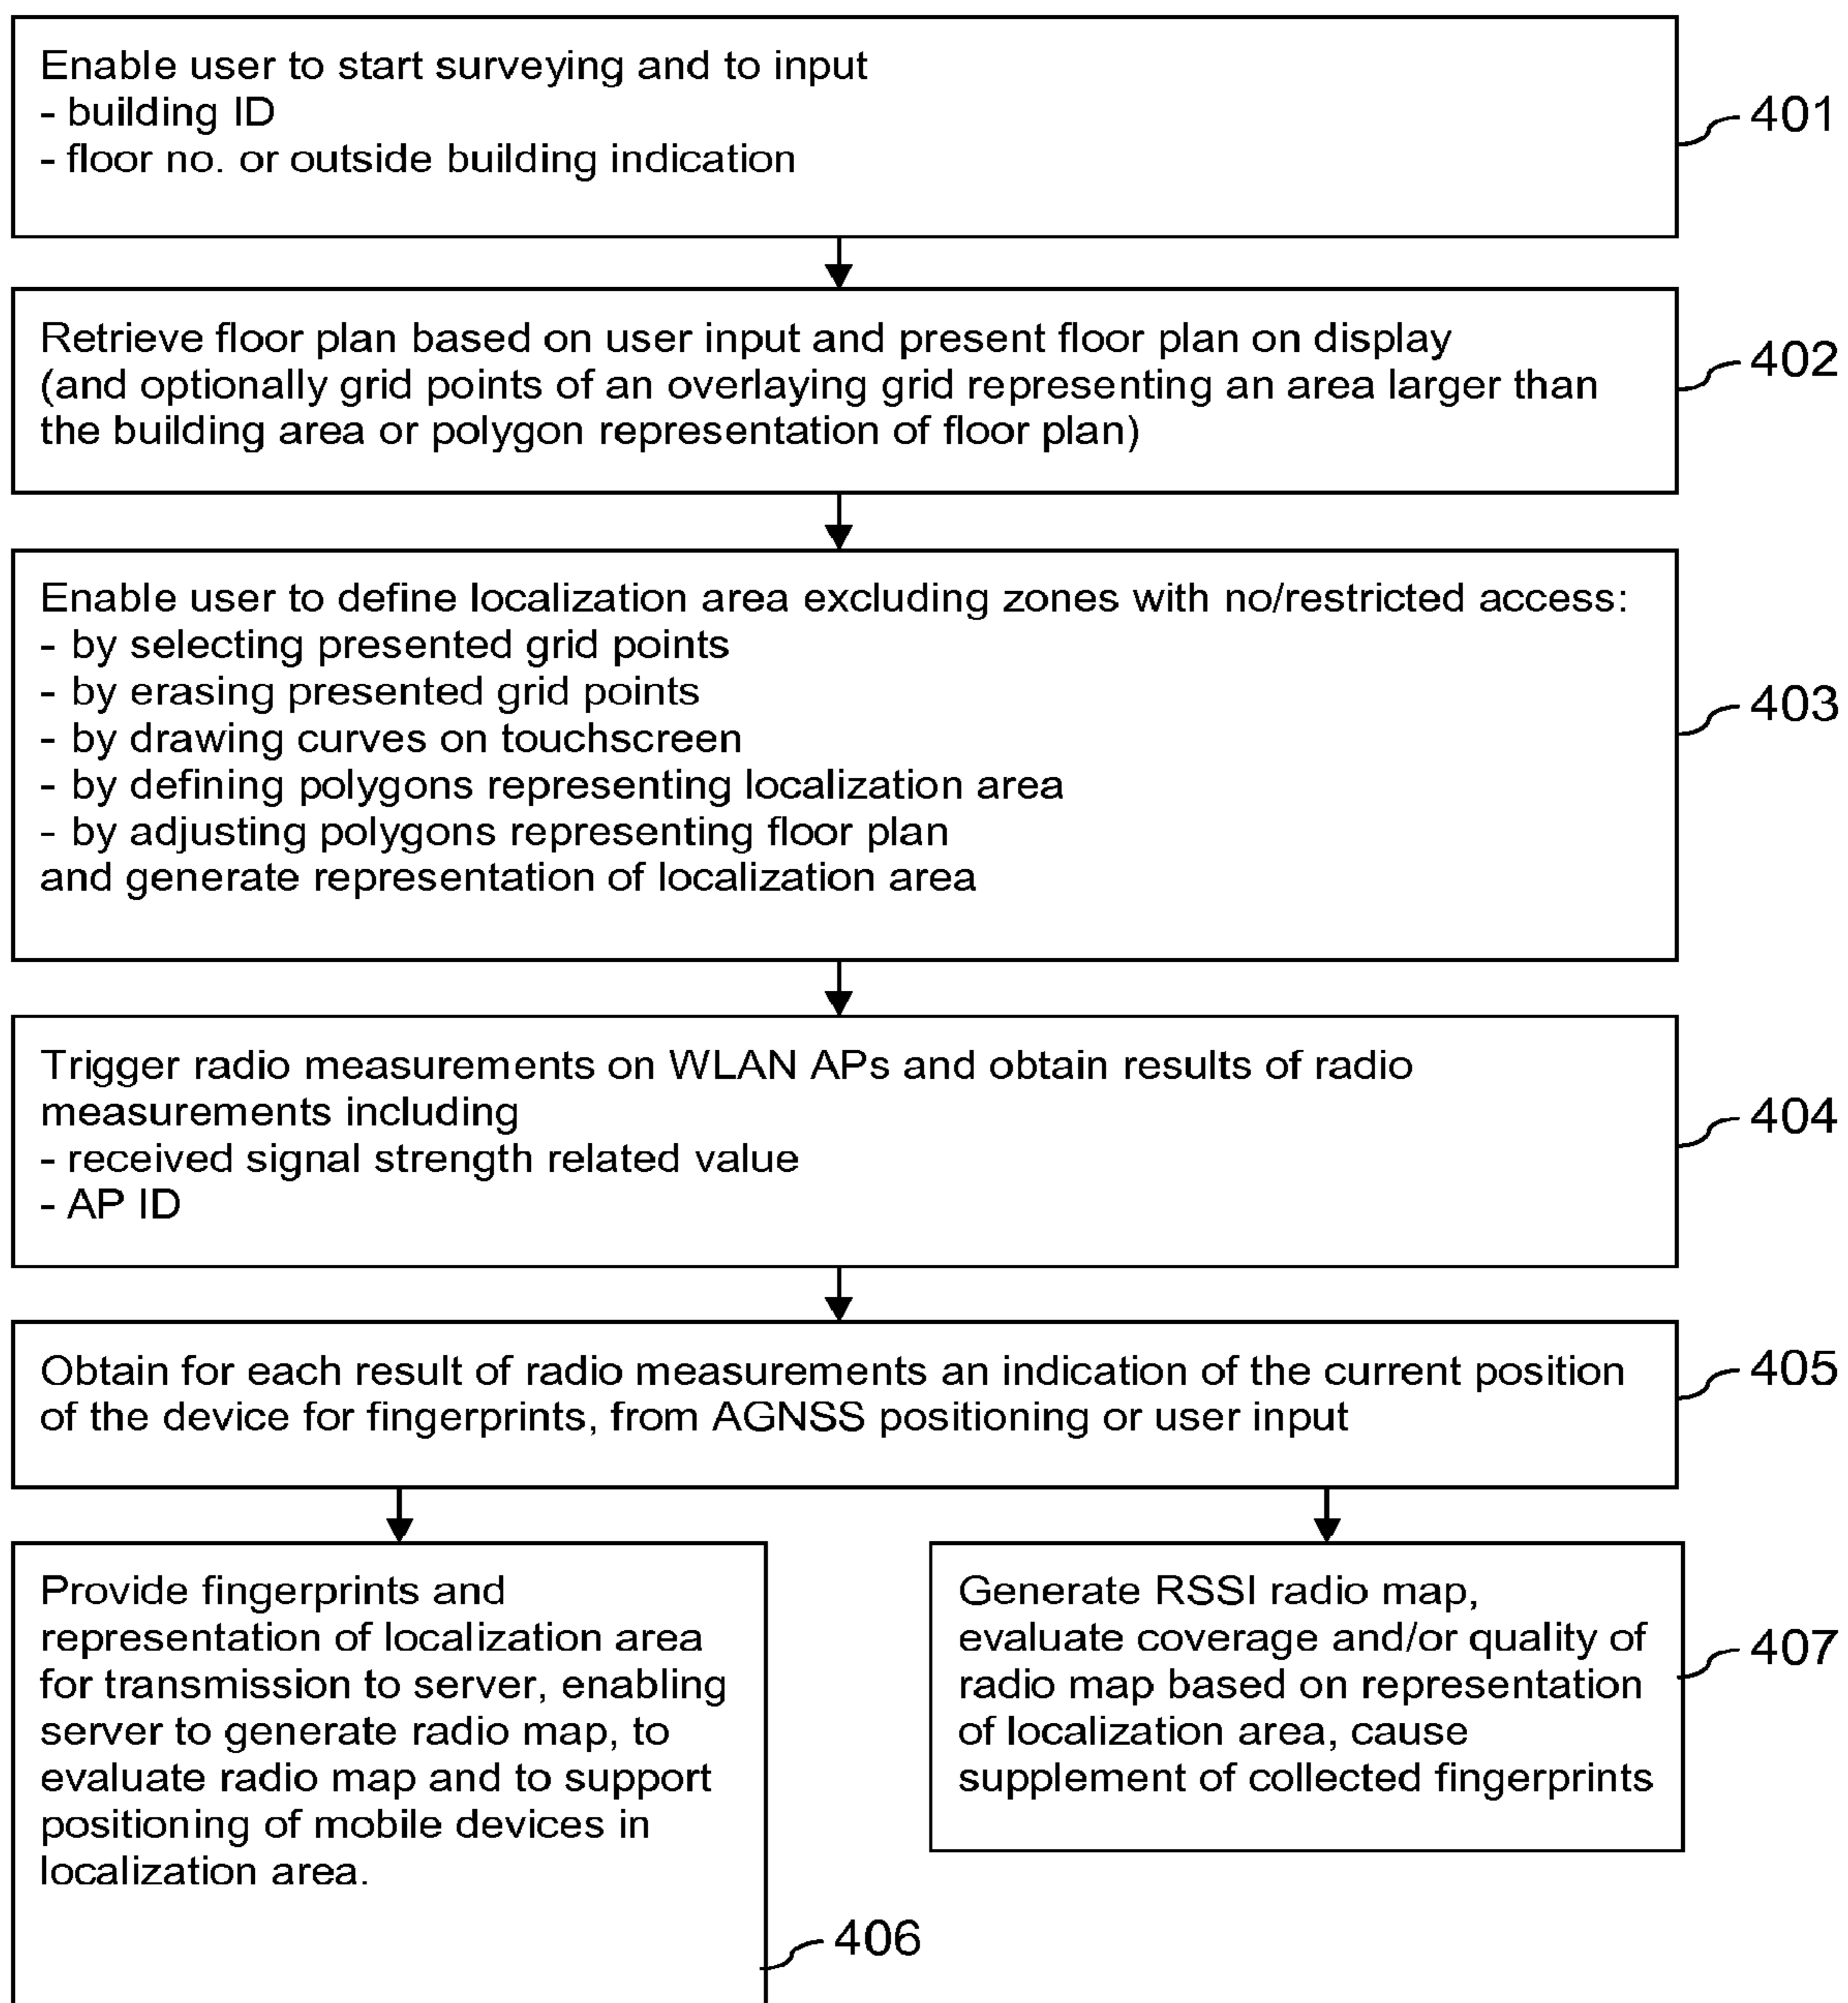 Enable user to start surveying and to input
- building ID
- floor no. or outside building indication
401
Retrieve floor plan based on user input and present floor plan on display
(and optionally grid points of an overlaying grid representing an area larger than
the building area or polygon representation of floor plan)
402
Enable user to define localization area excluding zones with no/restricted access:
- by selecting presented grid points
- by erasing presented grid points
- by drawing curves on touchscreen
- by defining polygons representing localization area
- by adjusting polygons representing floor plan
and generate representation of localization area
403
Trigger radio measurements on WLAN APs and obtain results of radio
measurements including
- received signal strength related value
- AP ID
404
Obtain for each result of radio measurements an indication of the current position
of the device for fingerprints, from AGNSS positioning or user input
405
Provide fingerprints and
representation of localization area
for transmission to server, enabling
server to generate radio map, to
evaluate radio map and to support
positioning of mobile devices in
localization area.
406
Generate RSSI radio map,
evaluate coverage and/or quality of
radio map based on representation
of localization area, cause
supplement of collected fingerprints
407